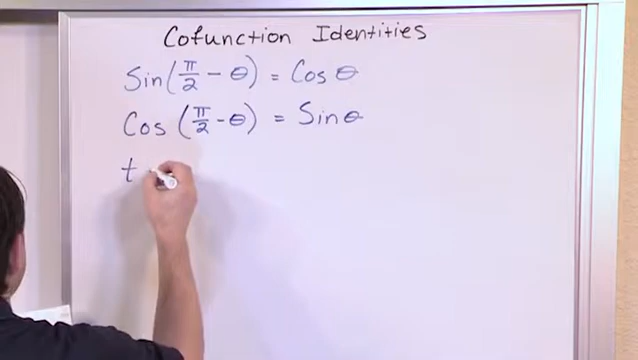 Cofunction Identities
Sin(π/2 - θ) = Cos θ
Cos (π/2 - θ) = Sin θ
t